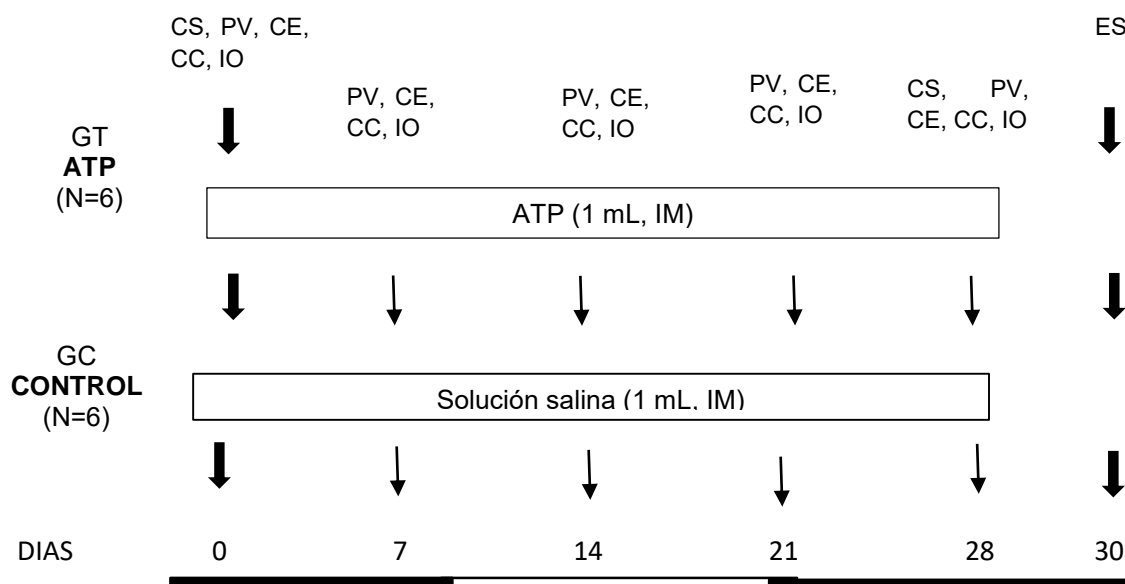 CS, PV, CE,
CC, IO
ES
PV, CE,
CC, IO
PV, CE,
CC, IO
PV, CE,
CC, IO
CS, PV,
CE, CC, IO
GT
ATP
(N=6)
ATP (1 mL, IM)
GC
CONTROL
(N=6)
Solución salina (1 mL, IM)
DIAS 0 7 14 21 28 30